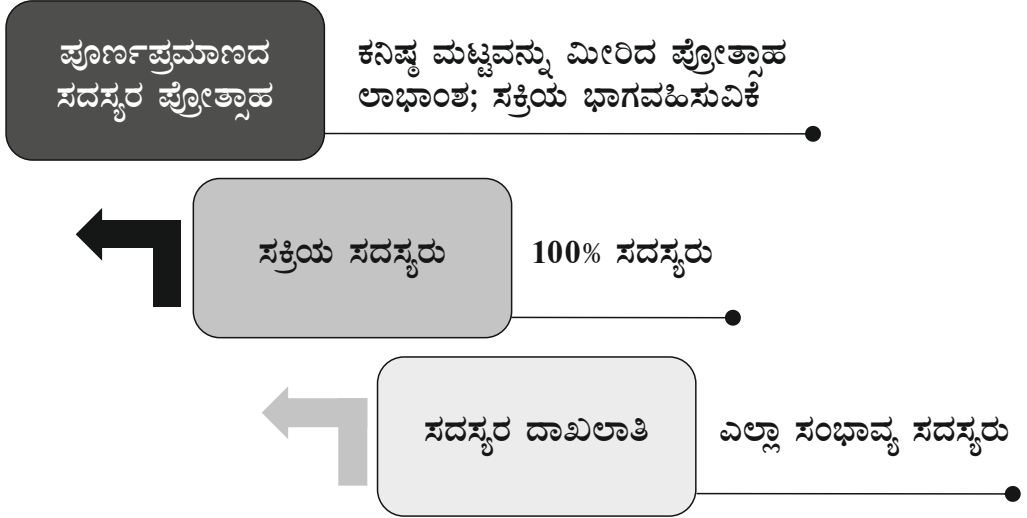 ಪೂರ್ಣಪ್ರಮಾಣದ
ಸದಸ್ಯರ ಪ್ರೋತ್ಸಾಹ
ಕನಿಷ್ಠ ಮಟ್ಟವನ್ನು ಮೀರಿದ ಪ್ರೋತ್ಸಾಹ
ಲಾಭಾಂಶ; ಸಕ್ರಿಯ ಭಾಗವಹಿಸುವಿಕೆ
ಸಕ್ರಿಯ ಸದಸ್ಯರು
100% ಸದಸ್ಯರು
ಸದಸ್ಯರ ದಾಖಲಾತಿ
ಎಲ್ಲಾ ಸಂಭಾವ್ಯ ಸದಸ್ಯರು